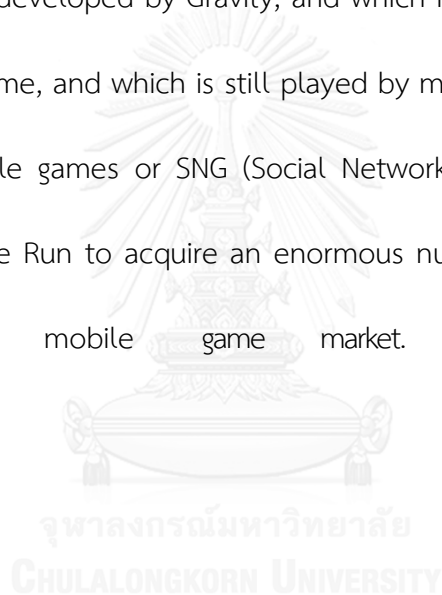 developed by Gravity, and which
me, and which is still played by m
le games or SNG (Social Network
e Run to acquire an enormous nu
mobile game market.
จุฬาลงกรณ์มหาวิทยาลัย
CHULALONGKORN UNIVERSITY